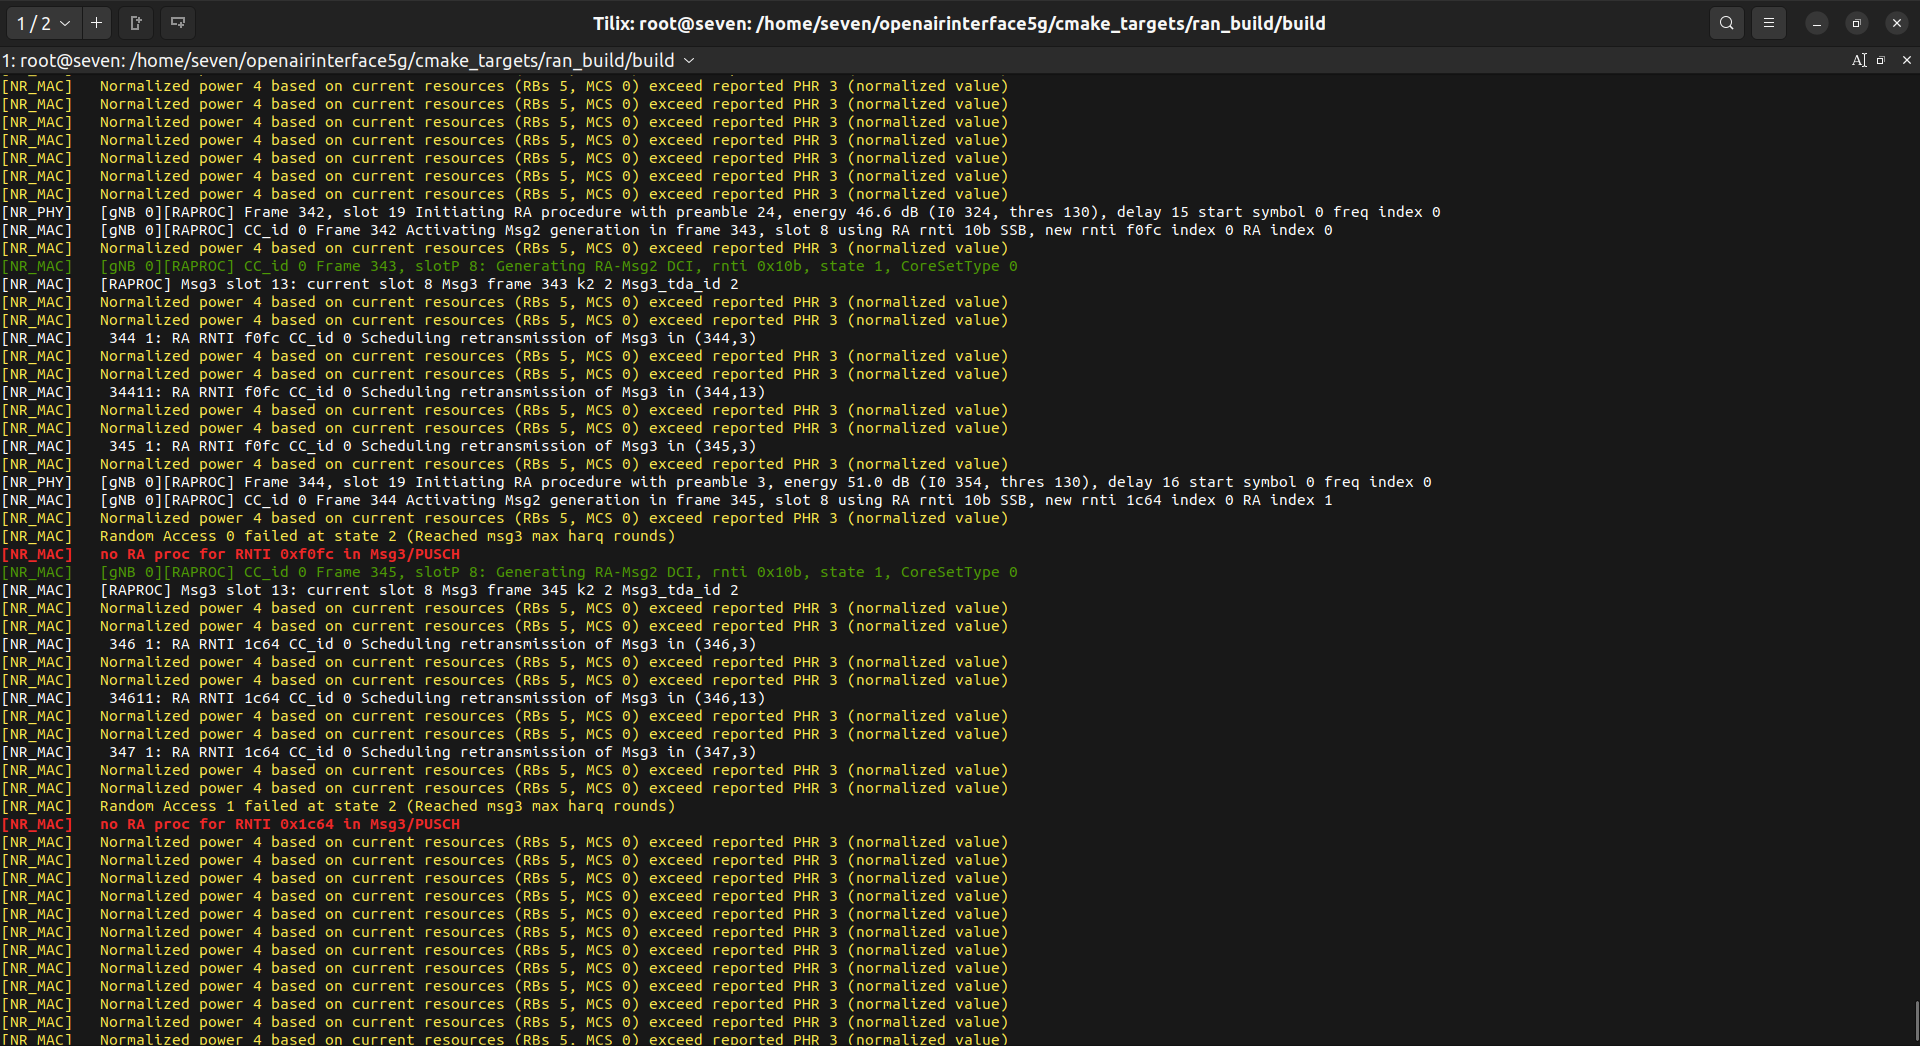 1 / 2
Tilix: root@seven: /home/seven/openairinterface5g/cmake_targets/ran_build/build
1: root@seven: /home/seven/openairinterface5g/cmake_targets/ran_build/build
[NR_MAC]   Normalized power 4 based on current resources (RBs 5, MCS 0) exceed reported PHR 3 (normalized value)
[NR_MAC]   Normalized power 4 based on current resources (RBs 5, MCS 0) exceed reported PHR 3 (normalized value)
[NR_MAC]   Normalized power 4 based on current resources (RBs 5, MCS 0) exceed reported PHR 3 (normalized value)
[NR_MAC]   Normalized power 4 based on current resources (RBs 5, MCS 0) exceed reported PHR 3 (normalized value)
[NR_MAC]   Normalized power 4 based on current resources (RBs 5, MCS 0) exceed reported PHR 3 (normalized value)
[NR_MAC]   Normalized power 4 based on current resources (RBs 5, MCS 0) exceed reported PHR 3 (normalized value)
[NR_MAC]   Normalized power 4 based on current resources (RBs 5, MCS 0) exceed reported PHR 3 (normalized value)
[NR_PHY]   [gNB 0][RAPROC] Frame 342, slot 19 Initiating RA procedure with preamble 24, energy 46.6 dB (I0 324, thres 130), delay 15 start symbol 0 freq index 0
[NR_MAC]   [gNB 0][RAPROC] CC_id 0 Frame 342 Activating Msg2 generation in frame 343, slot 8 using RA rnti 10b SSB, new rnti f0fc index 0 RA index 0
[NR_MAC]   Normalized power 4 based on current resources (RBs 5, MCS 0) exceed reported PHR 3 (normalized value)
[NR_MAC]   [gNB 0][RAPROC] CC_id 0 Frame 343, slotP 8: Generating RA-Msg2 DCI, rnti 0x10b, state 1, CoreSetType 0
[NR_MAC]   [RAPROC] Msg3 slot 13: current slot 8 Msg3 frame 343 k2 2 Msg3_tda_id 2
[NR_MAC]   Normalized power 4 based on current resources (RBs 5, MCS 0) exceed reported PHR 3 (normalized value)
[NR_MAC]   Normalized power 4 based on current resources (RBs 5, MCS 0) exceed reported PHR 3 (normalized value)
[NR_MAC]    344 1: RA RNTI f0fc CC_id 0 Scheduling retransmission of Msg3 in (344,3)
[NR_MAC]   Normalized power 4 based on current resources (RBs 5, MCS 0) exceed reported PHR 3 (normalized value)
[NR_MAC]   Normalized power 4 based on current resources (RBs 5, MCS 0) exceed reported PHR 3 (normalized value)
[NR_MAC]    34411: RA RNTI f0fc CC_id 0 Scheduling retransmission of Msg3 in (344,13)
[NR_MAC]   Normalized power 4 based on current resources (RBs 5, MCS 0) exceed reported PHR 3 (normalized value)
[NR_MAC]   Normalized power 4 based on current resources (RBs 5, MCS 0) exceed reported PHR 3 (normalized value)
[NR_MAC]    345 1: RA RNTI f0fc CC_id 0 Scheduling retransmission of Msg3 in (345,3)
[NR_MAC]   Normalized power 4 based on current resources (RBs 5, MCS 0) exceed reported PHR 3 (normalized value)
[NR_PHY]   [gNB 0][RAPROC] Frame 344, slot 19 Initiating RA procedure with preamble 3, energy 51.0 dB (I0 354, thres 130), delay 16 start symbol 0 freq index 0
[NR_MAC]   [gNB 0][RAPROC] CC_id 0 Frame 344 Activating Msg2 generation in frame 345, slot 8 using RA rnti 10b SSB, new rnti 1c64 index 0 RA index 1
[NR_MAC]   Normalized power 4 based on current resources (RBs 5, MCS 0) exceed reported PHR 3 (normalized value)
[NR_MAC]   Random Access 0 failed at state 2 (Reached msg3 max harq rounds)
[NR_MAC]   no RA proc for RNTI 0xf0fc in Msg3/PUSCH
[NR_MAC]   [gNB 0][RAPROC] CC_id 0 Frame 345, slotP 8: Generating RA-Msg2 DCI, rnti 0x10b, state 1, CoreSetType 0
[NR_MAC]   [RAPROC] Msg3 slot 13: current slot 8 Msg3 frame 345 k2 2 Msg3_tda_id 2
[NR_MAC]   Normalized power 4 based on current resources (RBs 5, MCS 0) exceed reported PHR 3 (normalized value)
[NR_MAC]   Normalized power 4 based on current resources (RBs 5, MCS 0) exceed reported PHR 3 (normalized value)
[NR_MAC]    346 1: RA RNTI 1c64 CC_id 0 Scheduling retransmission of Msg3 in (346,3)
[NR_MAC]   Normalized power 4 based on current resources (RBs 5, MCS 0) exceed reported PHR 3 (normalized value)
[NR_MAC]   Normalized power 4 based on current resources (RBs 5, MCS 0) exceed reported PHR 3 (normalized value)
[NR_MAC]    34611: RA RNTI 1c64 CC_id 0 Scheduling retransmission of Msg3 in (346,13)
[NR_MAC]   Normalized power 4 based on current resources (RBs 5, MCS 0) exceed reported PHR 3 (normalized value)
[NR_MAC]   Normalized power 4 based on current resources (RBs 5, MCS 0) exceed reported PHR 3 (normalized value)
[NR_MAC]    347 1: RA RNTI 1c64 CC_id 0 Scheduling retransmission of Msg3 in (347,3)
[NR_MAC]   Normalized power 4 based on current resources (RBs 5, MCS 0) exceed reported PHR 3 (normalized value)
[NR_MAC]   Normalized power 4 based on current resources (RBs 5, MCS 0) exceed reported PHR 3 (normalized value)
[NR_MAC]   Random Access 1 failed at state 2 (Reached msg3 max harq rounds)
[NR_MAC]   no RA proc for RNTI 0x1c64 in Msg3/PUSCH
[NR_MAC]   Normalized power 4 based on current resources (RBs 5, MCS 0) exceed reported PHR 3 (normalized value)
[NR_MAC]   Normalized power 4 based on current resources (RBs 5, MCS 0) exceed reported PHR 3 (normalized value)
[NR_MAC]   Normalized power 4 based on current resources (RBs 5, MCS 0) exceed reported PHR 3 (normalized value)
[NR_MAC]   Normalized power 4 based on current resources (RBs 5, MCS 0) exceed reported PHR 3 (normalized value)
[NR_MAC]   Normalized power 4 based on current resources (RBs 5, MCS 0) exceed reported PHR 3 (normalized value)
[NR_MAC]   Normalized power 4 based on current resources (RBs 5, MCS 0) exceed reported PHR 3 (normalized value)
[NR_MAC]   Normalized power 4 based on current resources (RBs 5, MCS 0) exceed reported PHR 3 (normalized value)
[NR_MAC]   Normalized power 4 based on current resources (RBs 5, MCS 0) exceed reported PHR 3 (normalized value)
[NR_MAC]   Normalized power 4 based on current resources (RBs 5, MCS 0) exceed reported PHR 3 (normalized value)
[NR_MAC]   Normalized power 4 based on current resources (RBs 5, MCS 0) exceed reported PHR 3 (normalized value)
[NR_MAC]   Normalized power 4 based on current resources (RBs 5, MCS 0) exceed reported PHR 3 (normalized value)
[NR_MAC]   Normalized power 4 based on current resources (RBs 5, MCS 0) exceed reported PHR 3 (normalized value)